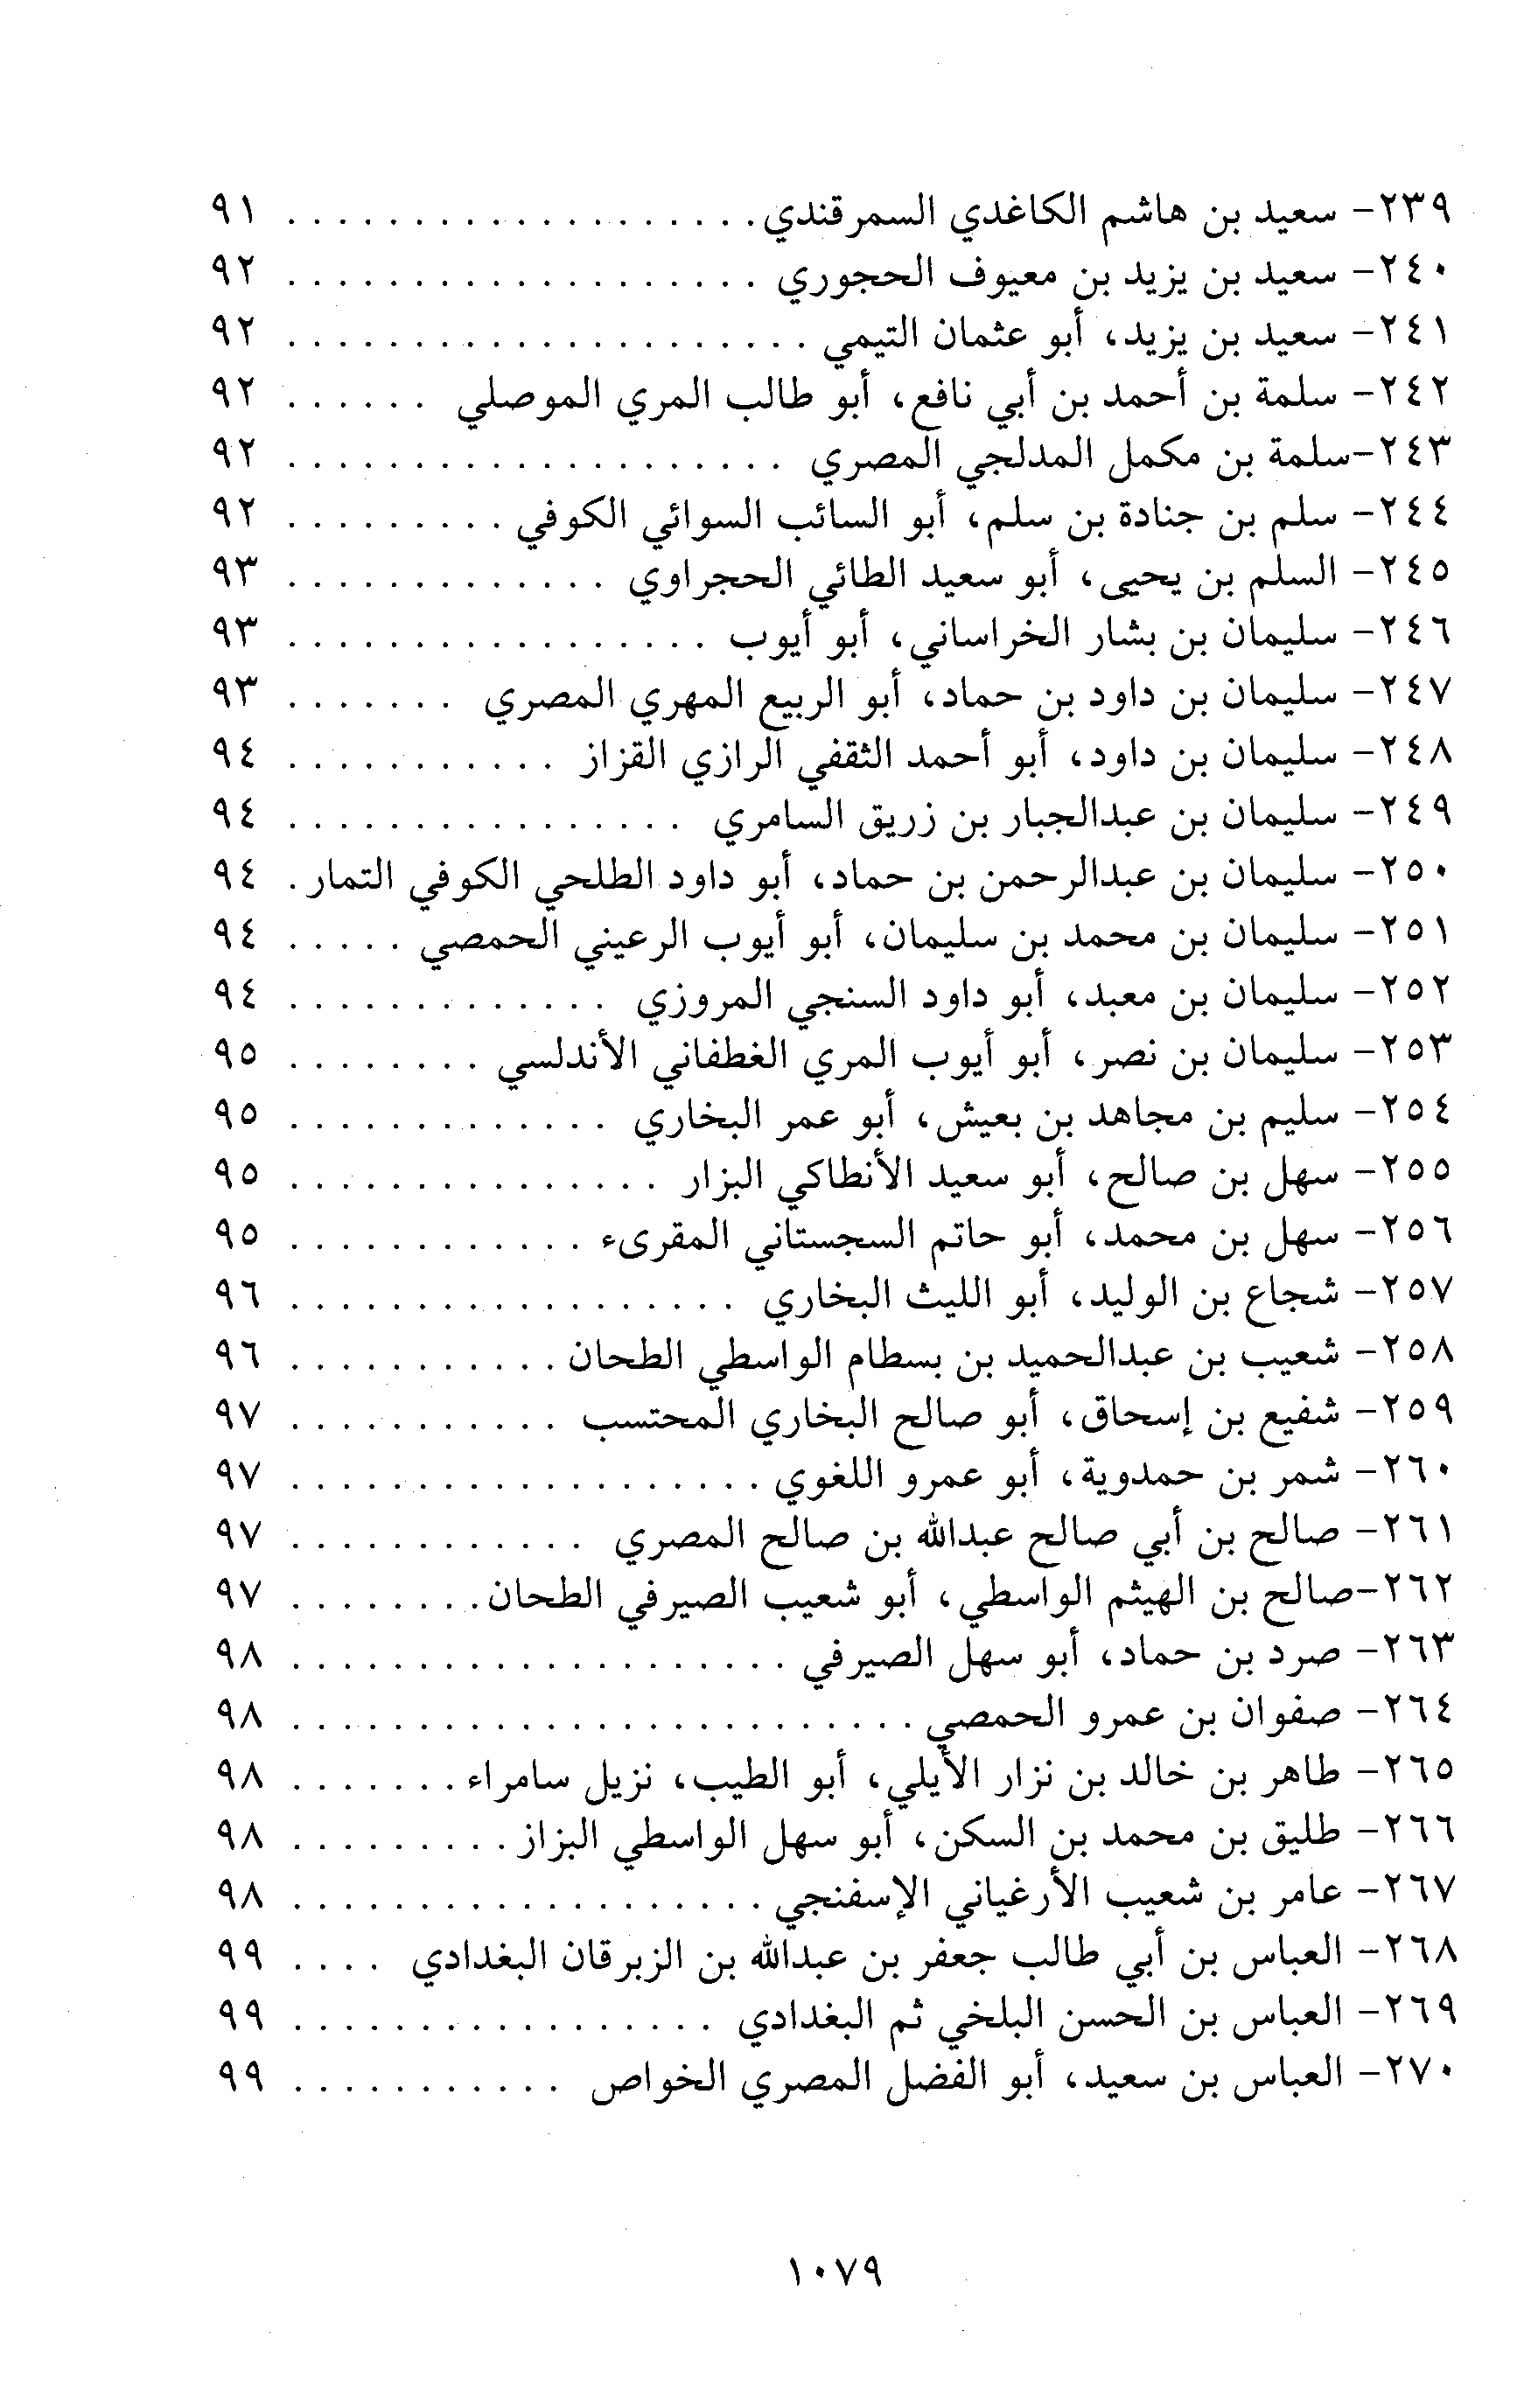 ٢٣٩- سعيد بن هاشم الكاغدي السمرقندي . . . . . . . . . . . . . . . . . . . ٩١
٢٤٠- سعيد بن يزيد بن معيوف الحجوري . . . . . . . . . . . . . . . . . . . ٩٢
٢٤١- سعيد بن يزيد، أبو عثمان التيمي . . . . . . . . . . . . . . . . . . . . . ٩٢
٢٤٢- سلمة بن أحمد بن أبي نافع، أبو طالب المري الموصلي . . . . . . ٩٢
٢٤٣-سلمة بن مكمل المدلجي المصري . . . . . . . . . . . . . . . . . . . . ٩٢
٢٤٤- سلم بن جنادة بن سلم، أبو السائب السوائي الكوفي . . . . . . . . . ٩٢
٢٤٥- السلم بن يحيى، أبو سعيد الطائي الحجراوي . . . . . . . . . . . . . ٩٣
٢٤٦- سليمان بن بشار الخراساني، أبو أيوب . . . . . . . . . . . . . . . . . ٩٣
٢٤٧- سليمان بن داود بن حماد، أبو الربيع المهري المصري . . . . . . . ٩٣
٢٤٨- سليمان بن داود، أبو أحمد الثقفي الرازي القزاز . . . . . . . . . . . ٩٤
٢٤٩- سليمان بن عبدالجبار بن زريق السامري . . . . . . . . . . . . . . . . ٩٤
٢٥٠- سليمان بن عبدالرحمن بن حماد، أبو داود الطلحي الكوفي التمار . ٩٤
٢٥١- سليمان بن محمد بن سليمان، أبو أيوب الرعيني الحمصي . . . . . ٩٤
٢٥٢- سليمان بن معبد، أبو داود السنجي المروزي . . . . . . . . . . . . . ٩٤
٢٥٣- سليمان بن نصر، أبو أيوب المري الغطفاني الأندلسي . . . . . . . . ٩٥
٢٥٤- سليم بن مجاهد بن بعيش، أبو عمر البخاري . . . . . . . . . . . . . ٩٥
٢٥٥- سهل بن صالح، أبو سعيد الأنطاكي البزار . . . . . . . . . . . . . . . ٩٥
٢٥٦- سهل بن محمد، أبو حاتم السجستاني المقرىء . . . . . . . . . . . . ٩٥
٢٥٧- شجاع بن الوليد، أبو الليث البخاري . . . . . . . . . . . . . . . . . . ٩٦
٢٥٨- شعيب بن عبدالحميد بن بسطام الواسطي الطحان . . . . . . . . . . . ٩٦
٢٥٩- شفيع بن إسحاق، أبو صالح البخاري المحتسب . . . . . . . . . . . ٩٧
٢٦٠- شمر بن حمدوية، أبو عمرو اللغوي . . . . . . . . . . . . . . . . . . . ٩٧
٢٦١- صالح بن أبي صالح عبدالله بن صالح المصري . . . . . . . . . . . . ٩٧
٢٦٢-صالح بن الهيثم الواسطي، أبو شعيب الصيرفي الطحان . . . . . . . . ٩٧
٢٦٣- صرد بن حماد، أبو سهل الصيرفي . . . . . . . . . . . . . . . . . . . . ٩٨
٢٦٤- صفوان بن عمرو الحمصي . . . . . . . . . . . . . . . . . . . . . . . . . ٩٨
٢٦٥- طاهر بن خالد بن نزار الأيلي، أبو الطيب، نزيل سامراء . . . . . . . ٩٨
٢٦٦- طليق بن محمد بن السكن، أبو سهل الواسطي البزاز . . . . . . . . . ٩٨
٢٦٧- عامر بن شعيب الأرغياني الإسفنجي . . . . . . . . . . . . . . . . . . . ٩٨
٢٦٨- العباس بن أبي طالب جعفر بن عبدالله بن الزبرقان البغدادي . . . . ٩٩
٢٦٩- العباس بن الحسن البلخي ثم البغدادي . . . . . . . . . . . . . . . . . ٩٩
٢٧٠- العباس بن سعيد، أبو الفضل المصري الخواص . . . . . . . . . . . ٩٩
١٠٧٩